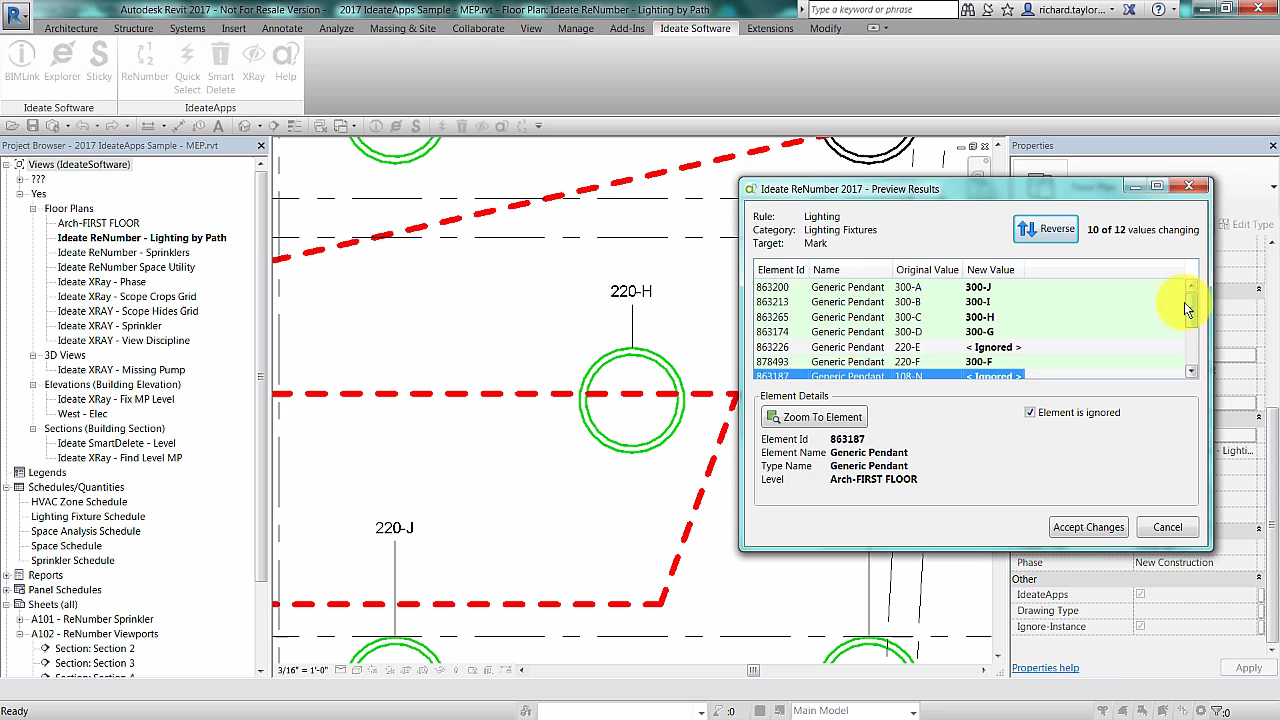 Autodesk Revit 2017 - Not For Resale Version - 2017 IdeateApps Sample - MEP.rvt - Floor Plan: Ideate ReNumber - Lighting by Path
Type a keyword or phrase
richard.taylor...
Architecture Structure Systems Insert Annotate Analyze Massing & Site Collaborate View Manage Add-Ins Ideate Software Extensions Modify
BIMLink Explorer Sticky ReNumber Quick Select Smart Delete XRay Help
Ideate Software IdeateApps
Project Browser - 2017 IdeateApps Sample - MEP.rvt
Views (IdeateSoftware)
???
Yes
Floor Plans
Arch-FIRST FLOOR
Ideate ReNumber - Lighting by Path
Ideate ReNumber - Sprinklers
Ideate ReNumber Space Utility
Ideate XRay - Phase
Ideate XRAY - Scope Crops Grid
Ideate XRAY - Scope Hides Grid
Ideate XRAY - Sprinkler
Ideate XRAY - View Discipline
3D Views
Ideate XRAY - Missing Pump
Elevations (Building Elevation)
Ideate XRay - Fix MP Level
West - Elec
Sections (Building Section)
Ideate SmartDelete - Level
Ideate XRay - Find Level MP
Legends
Schedules/Quantities
HVAC Zone Schedule
Lighting Fixture Schedule
Space Analysis Schedule
Space Schedule
Sprinkler Schedule
Reports
Panel Schedules
Sheets (all)
A101 - ReNumber Sprinkler
A102 - ReNumber Viewports
Section: Section 2
Section: Section 3
220-H
220-J
3/16" = 1'-0"
Properties
Edit Type
Ideate ReNumber 2017 - Preview Results
Rule: Lighting
Category: Lighting Fixtures
Target: Mark
Reverse
10 of 12 values changing
Element Id Name Original Value New Value
863200 Generic Pendant 300-A 300-J
863213 Generic Pendant 300-B 300-I
863265 Generic Pendant 300-C 300-H
863174 Generic Pendant 300-D 300-G
863226 Generic Pendant 220-E < Ignored >
878493 Generic Pendant 220-F 300-F
863187 Generic Pendant 108-N < Ignored >
Element Details
Zoom To Element
Element is ignored
Element Id 863187
Element Name Generic Pendant
Type Name Generic Pendant
Level Arch-FIRST FLOOR
Accept Changes Cancel
- Lighti...
Phase New Construction
Other
IdeateApps
Drawing Type
Ignore-Instance
Properties help
Apply
Ready
:0
Main Model
:0